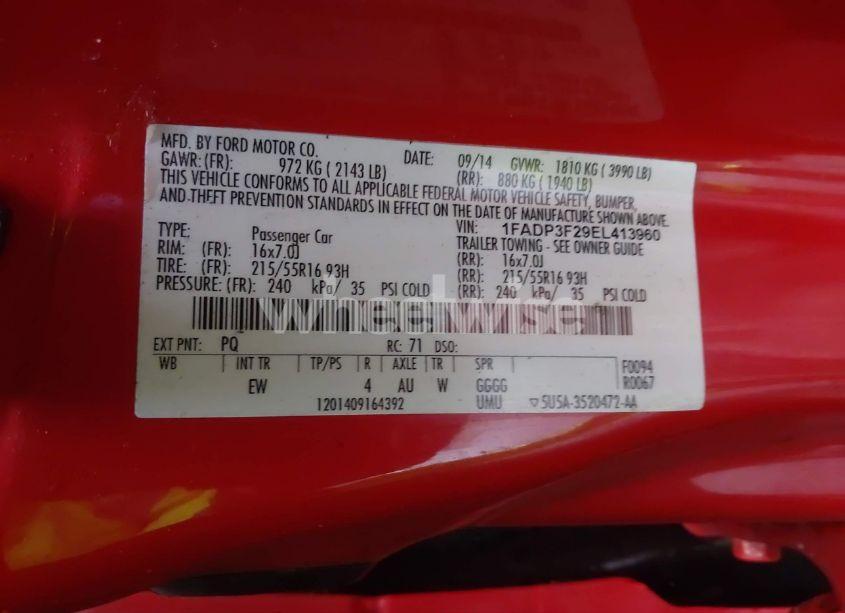 MFD. BY FORD MOTOR CO. DATE: 09/14 GVWR: 1810 KG ( 3990 LB)
GAWR: (FR): 972 KG ( 2143 LB) (RR): 880 KG ( 1940 LB)
THIS VEHICLE CONFORMS TO ALL APPLICABLE FEDERAL MOTOR VEHICLE SAFETY, BUMPER,
AND THEFT PREVENTION STANDARDS IN EFFECT ON THE DATE OF MANUFACTURE SHOWN ABOVE.
VIN: 1FADP3F29EL413960
TYPE: Passenger Car TRAILER TOWING - SEE OWNER GUIDE
RIM: (FR): 16x7.0J (RR): 16x7.0J
TIRE: (FR): 215/55R16 93H (RR): 215/55R16 93H
PRESSURE: (FR): 240 kPa/ 35 PSI COLD (RR): 240 kPa/ 35 PSI COLD
wheelwise
EXT PNT: PQ RC: 71 DSO:
WB INT TR TP/PS R AXLE TR SPR F0094
EW 4 AU W GGGG R0067
1201409164392 UMU ▽5U5A-3520472-AA